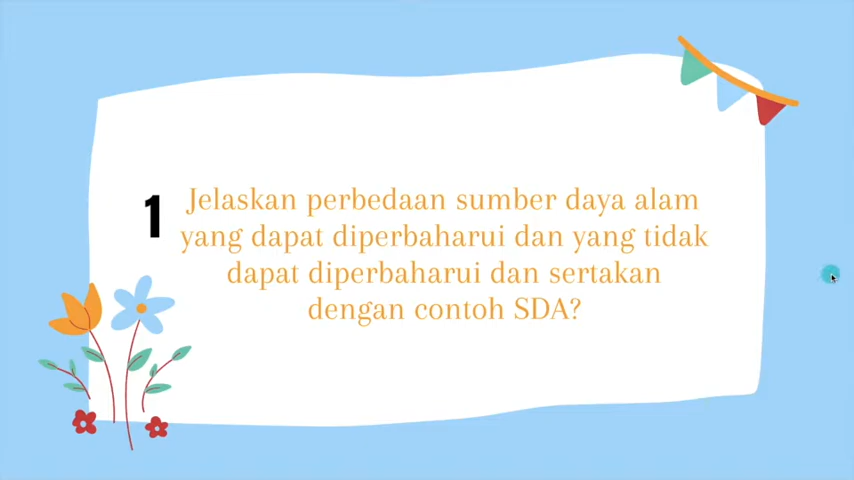 1
Jelaskan perbedaan sumber daya alam
yang dapat diperbaharui dan yang tidak
dapat diperbaharui dan sertakan
dengan contoh SDA?